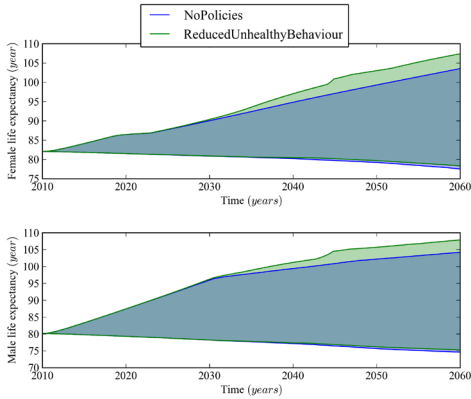 NoPolicies
ReducedUnhealthyBehaviour
Female life expectancy (year)
110
105
100
95
90
85
80
75
2010 2020 2030 2040 2050 2060
Time (years)
Male life expectancy (year)
110
105
100
95
90
85
80
75
70
2010 2020 2030 2040 2050 2060
Time (years)